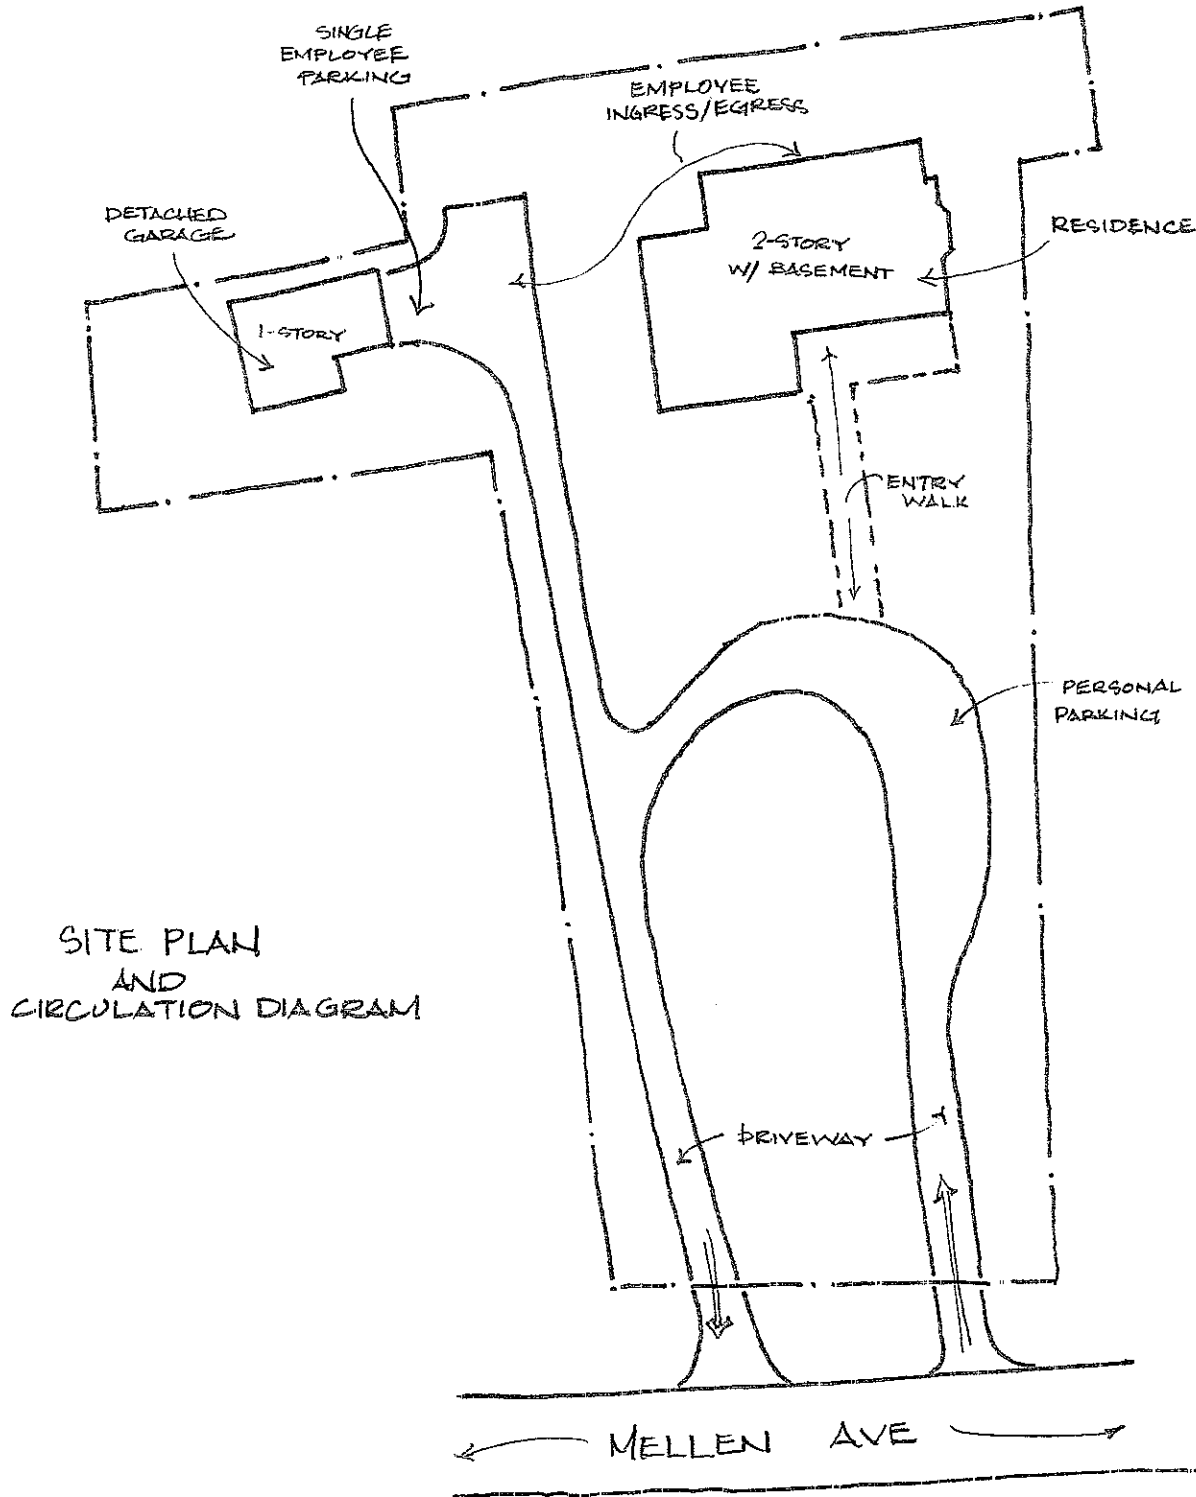 SINGLE
EMPLOYEE
PARKING
EMPLOYEE
INGRESS/EGRESS
DETACHED
GARAGE
2-STORY
W/ BASEMENT
RESIDENCE
1-STORY
ENTRY
WALK
PERSONAL
PARKING
SITE PLAN
AND
CIRCULATION DIAGRAM
DRIVEWAY
MELLEN AVE